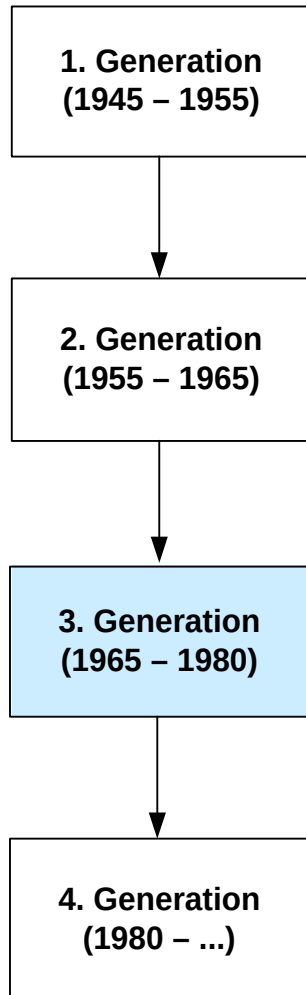 1. Generation
(1945 – 1955)
2. Generation
(1955 – 1965)
3. Generation
(1965 – 1980)
4. Generation
(1980 – ...)